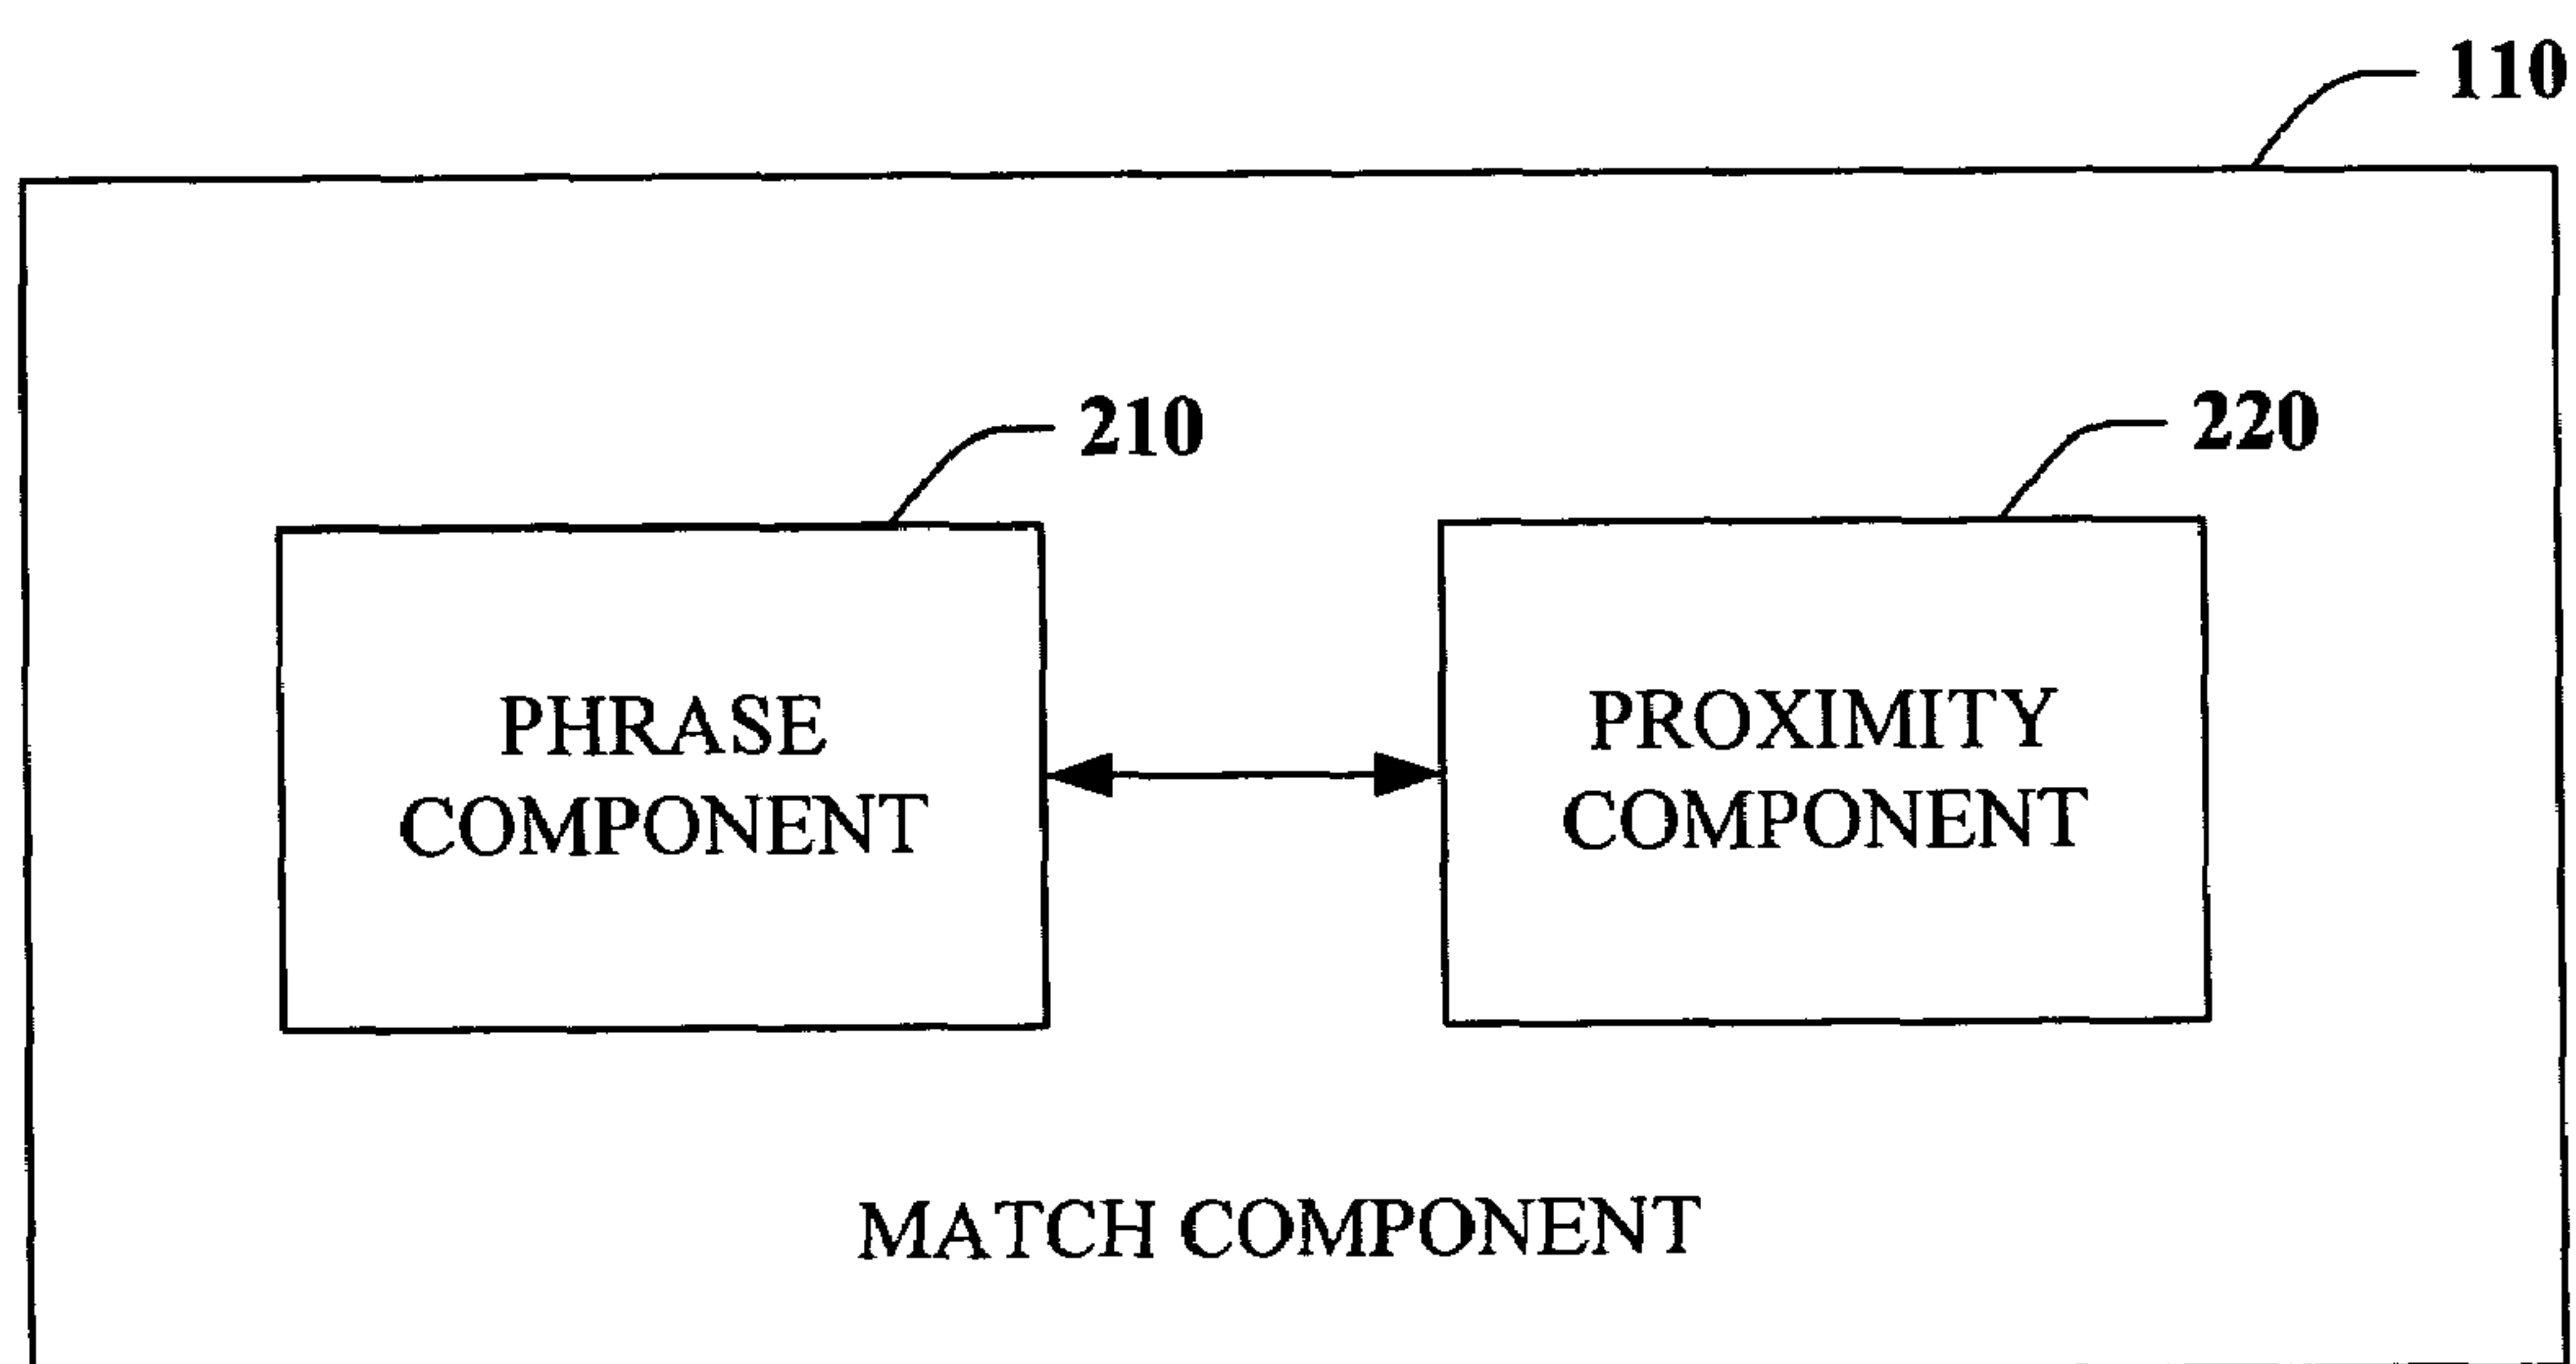 110
210
220
PHRASE
COMPONENT
PROXIMITY
COMPONENT
MATCH COMPONENT